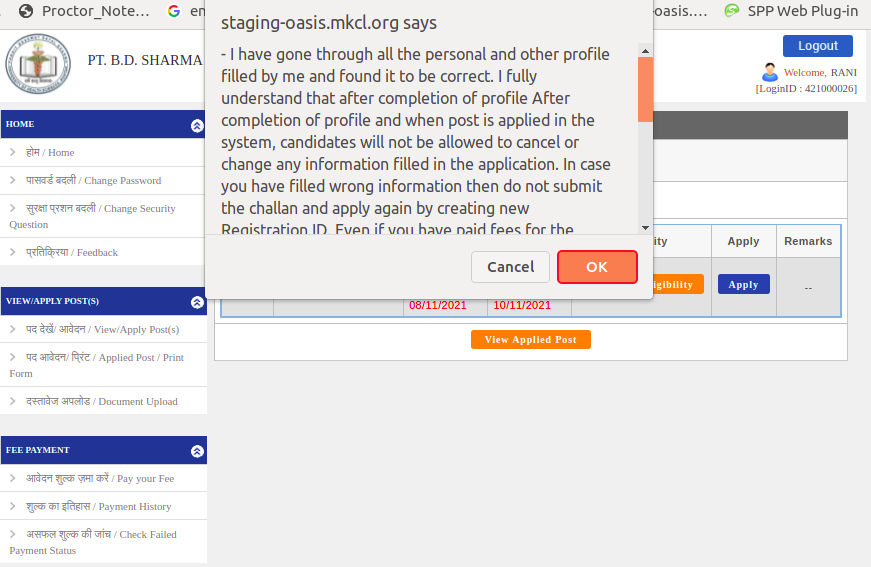 Proctor_Note…
en
oasis.…
SPP Web Plug-in
staging-oasis.mkcl.org says
- I have gone through all the personal and other profile
filled by me and found it to be correct. I fully
understand that after completion of profile After
completion of profile and when post is applied in the
system, candidates will not be allowed to cancel or
change any information filled in the application. In case
you have filled wrong information then do not submit
the challan and apply again by creating new
Registration ID. Even if you have paid fees for the
Cancel
OK
PT. B.D. SHARMA
Logout
Welcome, RANI
[LoginID : 421000026]
HOME
होम / Home
पासवर्ड बदली / Change Password
सुरक्षा प्रशन बदली / Change Security
Question
प्रतिक्रिया / Feedback
VIEW/APPLY POST(S)
पद देखें/ आवेदन / View/Apply Post(s)
पद आवेदन/ प्रिंट / Applied Post / Print
Form
दस्तावेज अपलोड / Document Upload
FEE PAYMENT
आवेदन शुल्क ज़मा करें / Pay your Fee
शुल्क का इतिहास / Payment History
असफल शुल्क की जांच / Check Failed
Payment Status
ity
Apply
Remarks
igibility
Apply
--
08/11/2021
10/11/2021
View Applied Post